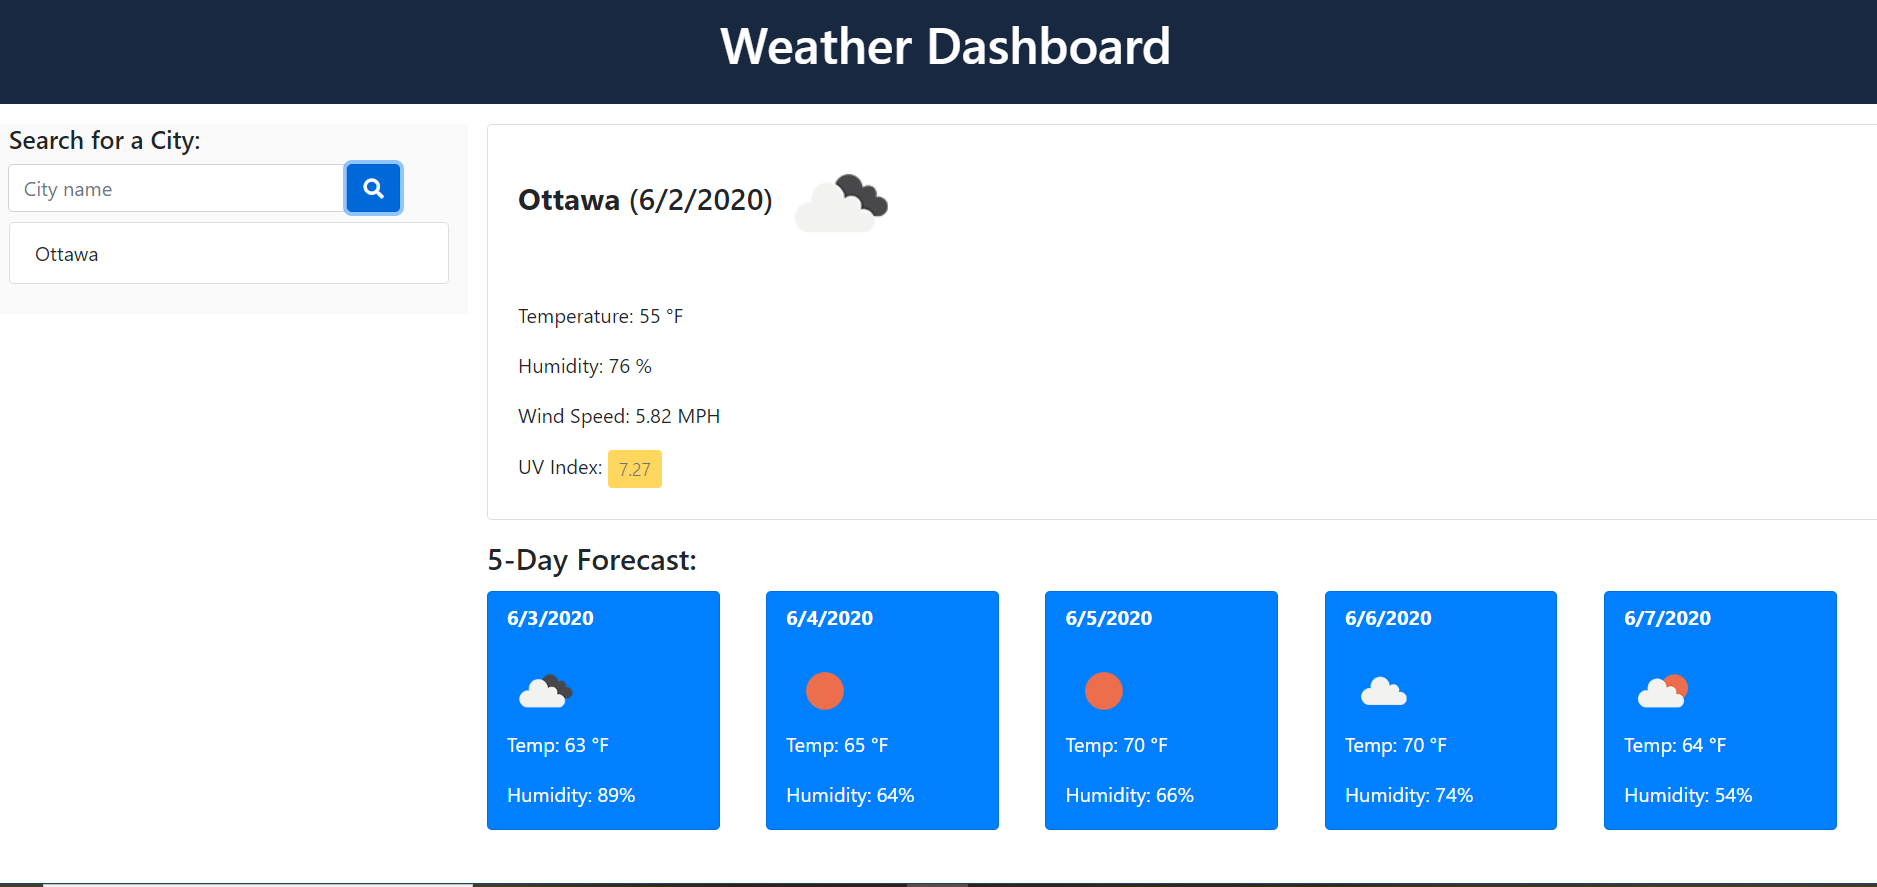 Weather Dashboard
Search for a City:
City name
Ottawa
Ottawa (6/2/2020)
Temperature: 55 °F
Humidity: 76 %
Wind Speed: 5.82 MPH
UV Index: 7.27
5-Day Forecast:
6/3/2020
Temp: 63 °F
Humidity: 89%
6/4/2020
Temp: 65 °F
Humidity: 64%
6/5/2020
Temp: 70 °F
Humidity: 66%
6/6/2020
Temp: 70 °F
Humidity: 74%
6/7/2020
Temp: 64 °F
Humidity: 54%